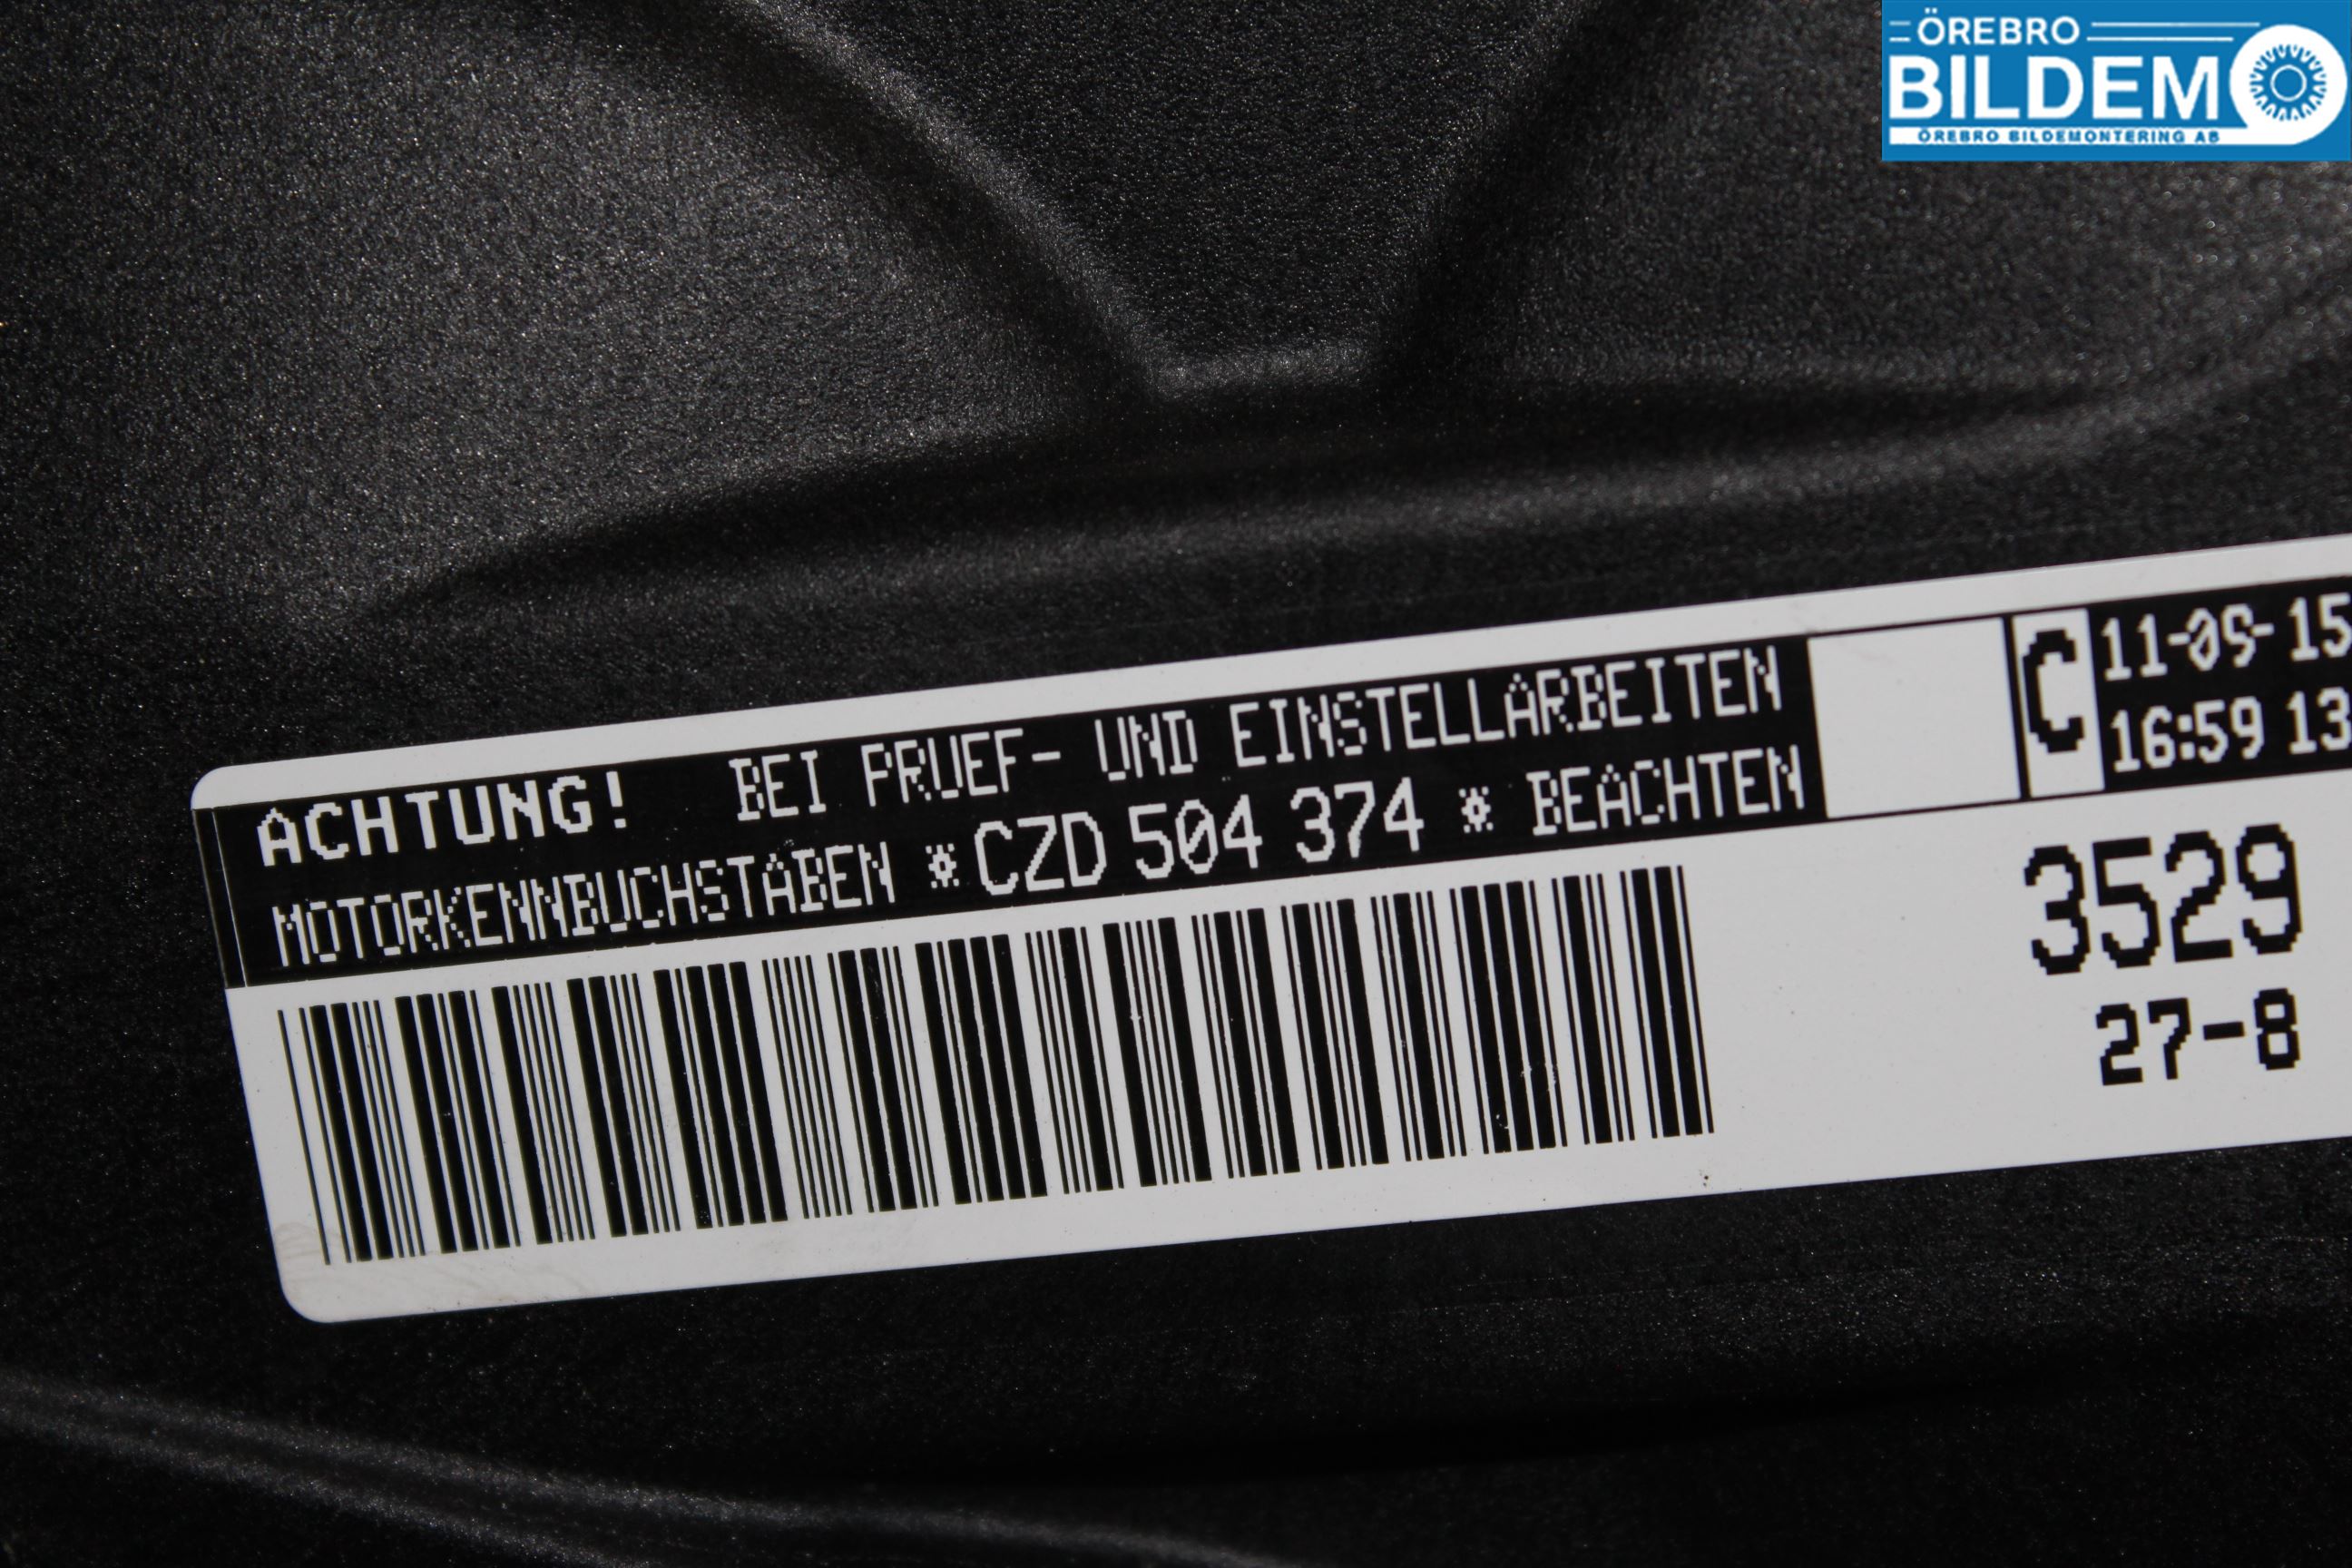 ÖREBRO
BILDEMO
ÖREBRO BILDEMONTERING AB
ACHTUNG! BEI PRUEF- UND EINSTELLARBEITEN
MOTORKENNBUCHSTABEN *CZD 504 374 * BEACHTEN
C
11-09-15
16:59 13
3529
27-8